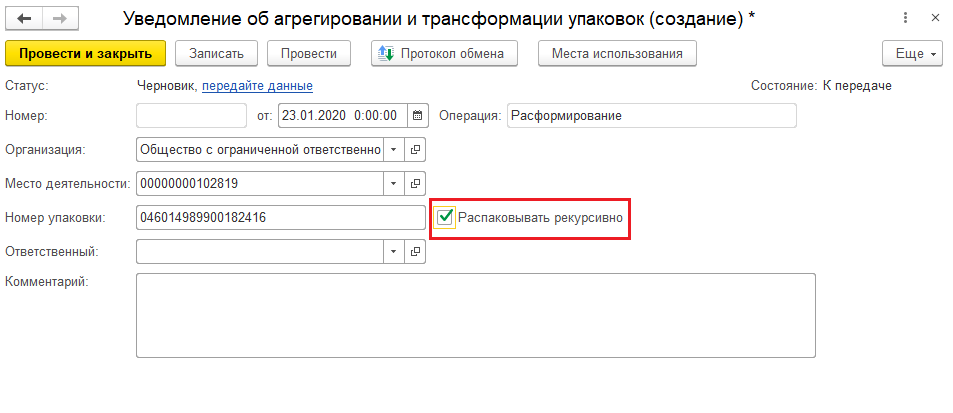 Уведомление об агрегировании и трансформации упаковок (создание) *
Провести и закрыть Записать Провести Протокол обмена Места использования Еще
Статус: Черновик, передайте данные Состояние: К передаче
Номер: от: 23.01.2020 0:00:00 Операция: Расформирование
Организация: Общество с ограниченной ответственно
Место деятельности: 00000000102819
Номер упаковки: 046014989900182416 Распаковывать рекурсивно
Ответственный:
Комментарий: